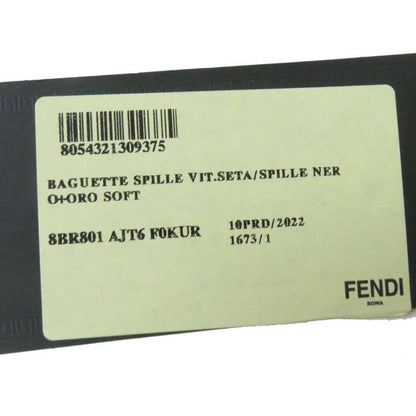 8054321309375
BAGUETTE SPILLE VIT.SETA/SPILLE NER
O+ORO SOFT
8BR801 AJT6 F0KUR
10PRD/2022
1673/1
FENDI
ROMA